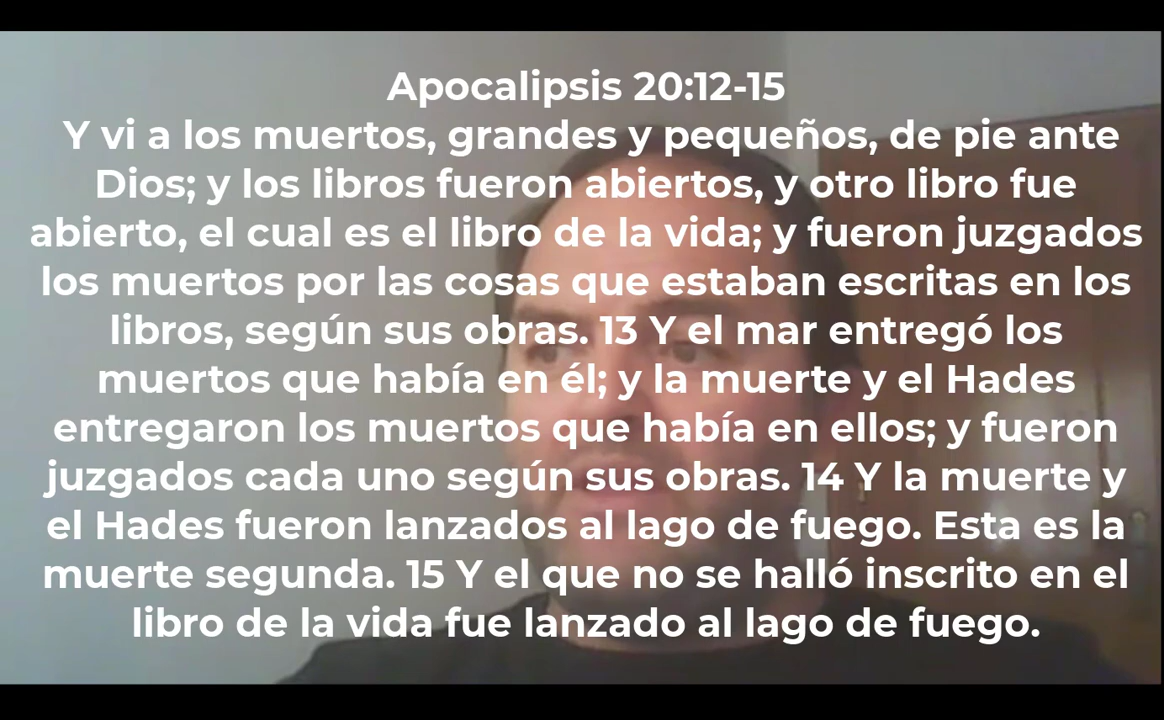 Apocalipsis 20:12-15
Y vi a los muertos, grandes y pequeños, de pie ante
Dios; y los libros fueron abiertos, y otro libro fue
abierto, el cual es el libro de la vida; y fueron juzgados
los muertos por las cosas que estaban escritas en los
libros, según sus obras. 13 Y el mar entregó los
muertos que había en él; y la muerte y el Hades
entregaron los muertos que había en ellos; y fueron
juzgados cada uno según sus obras. 14 Y la muerte y
el Hades fueron lanzados al lago de fuego. Esta es la
muerte segunda. 15 Y el que no se halló inscrito en el
libro de la vida fue lanzado al lago de fuego.